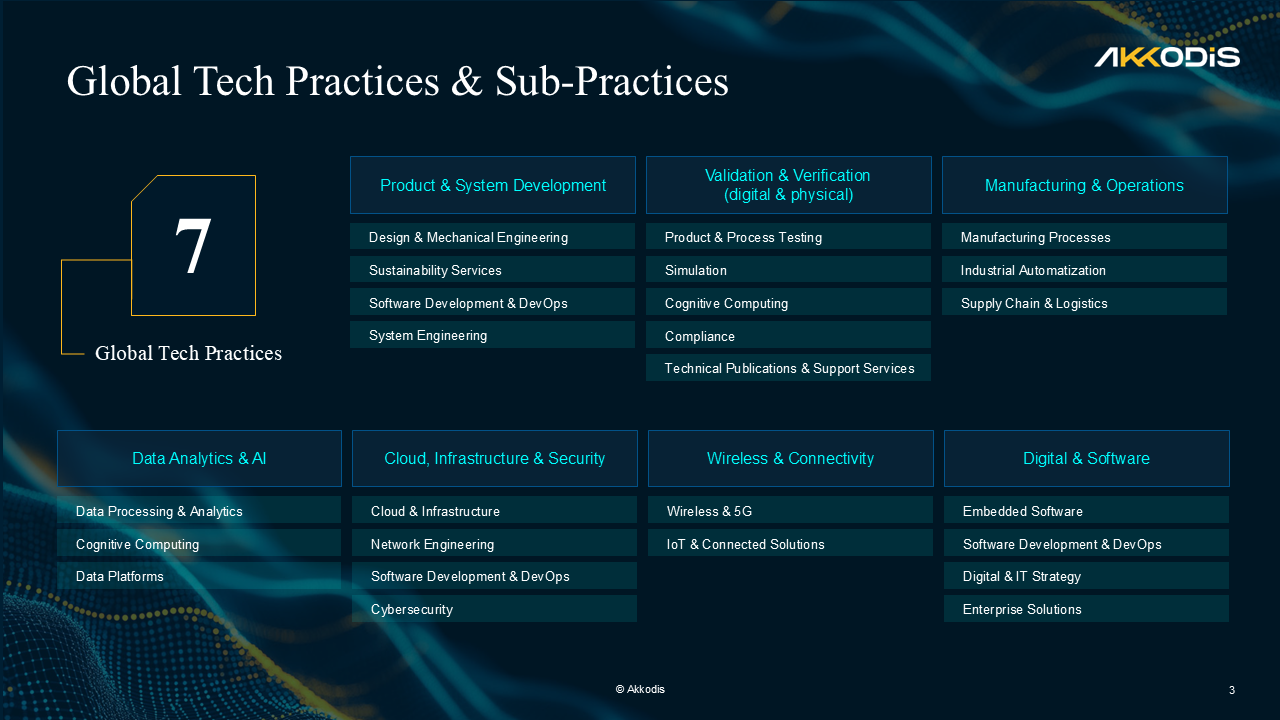 Global Tech Practices & Sub-Practices
AKKODIS
7
Global Tech Practices
Product & System Development
Design & Mechanical Engineering
Sustainability Services
Software Development & DevOps
System Engineering
Validation & Verification
(digital & physical)
Product & Process Testing
Simulation
Cognitive Computing
Compliance
Technical Publications & Support Services
Manufacturing & Operations
Manufacturing Processes
Industrial Automatization
Supply Chain & Logistics
Data Analytics & AI
Data Processing & Analytics
Cognitive Computing
Data Platforms
Cloud, Infrastructure & Security
Cloud & Infrastructure
Network Engineering
Software Development & DevOps
Cybersecurity
Wireless & Connectivity
Wireless & 5G
IoT & Connected Solutions
Digital & Software
Embedded Software
Software Development & DevOps
Digital & IT Strategy
Enterprise Solutions
© Akkodis
3